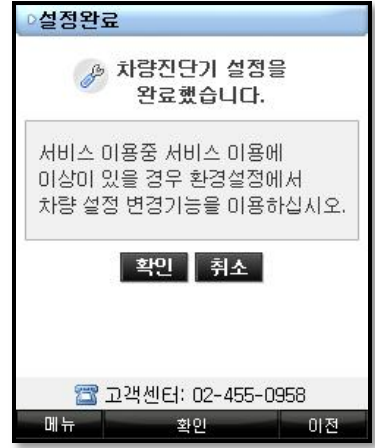 설정완료
차량진단기 설정을
완료했습니다.
서비스 이용중 서비스 이용에
이상이 있을 경우 환경설정에서
차량 설정 변경기능을 이용하십시오.
확인 취소
고객센터: 02-455-0958
메뉴 확인 이전